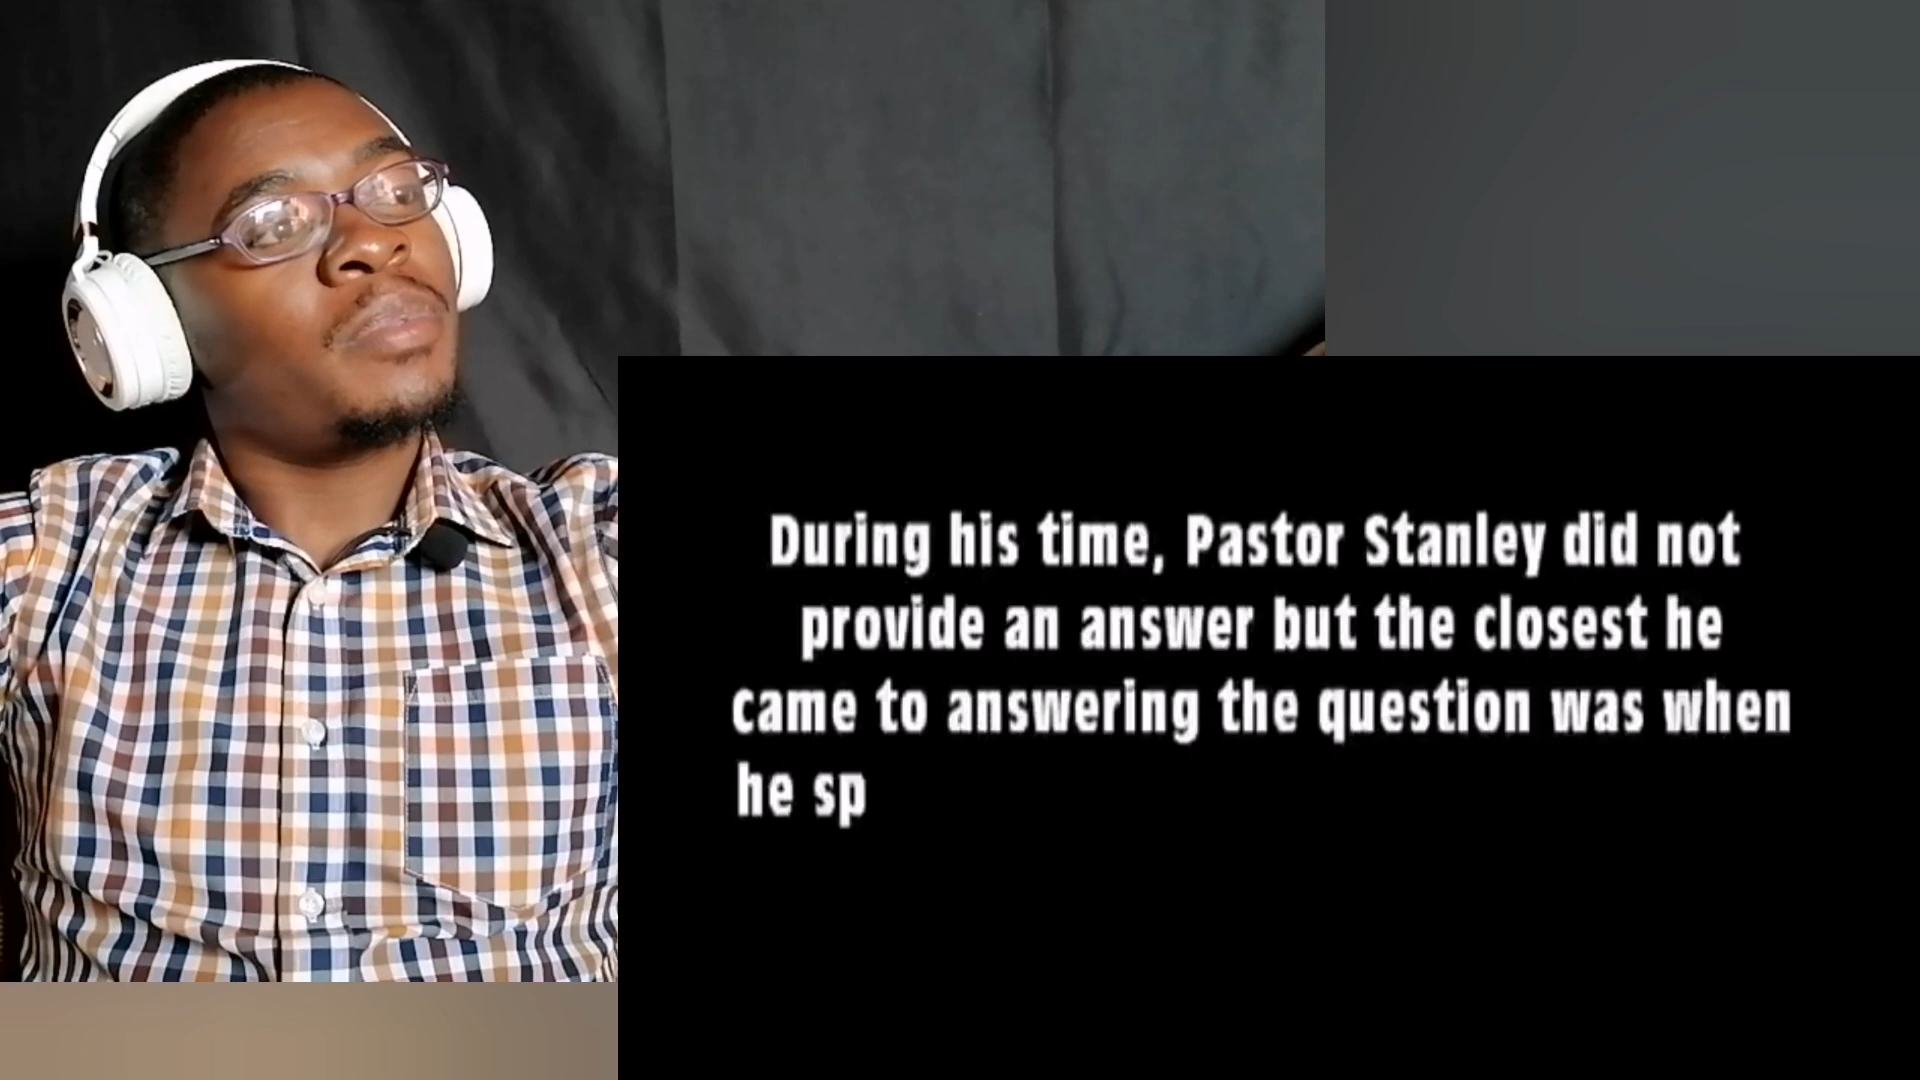 During his time, Pastor Stanley did not
provide an answer but the closest he
came to answering the question was when
he sp